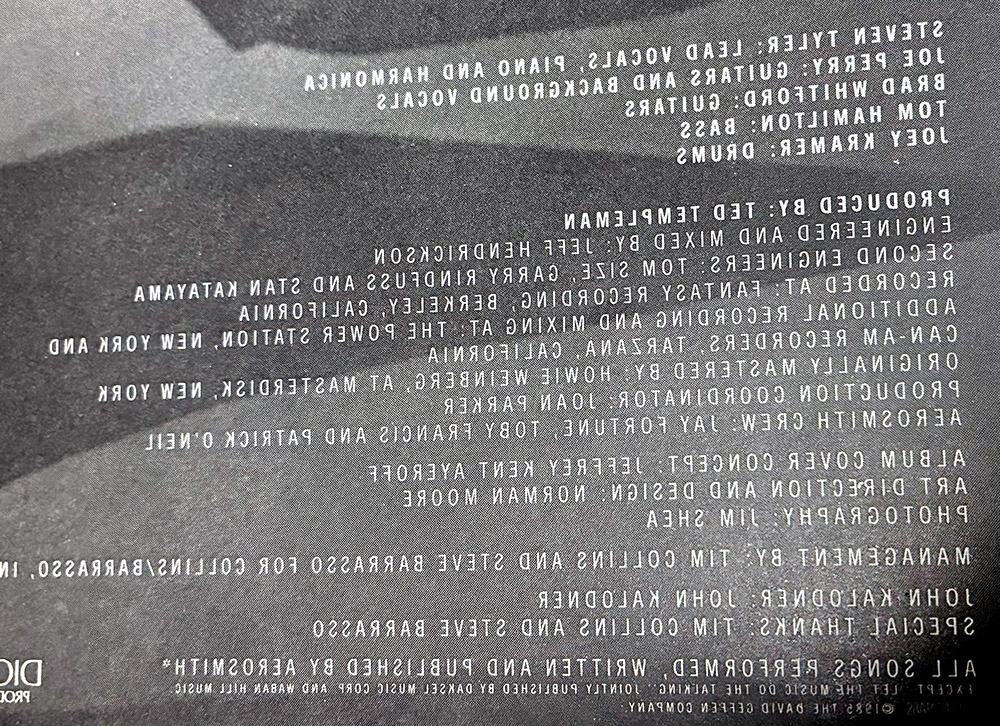 STEVEN TYLER: LEAD VOCALS, PIANO AND HARMONICA
JOE PERRY: GUITARS AND BACKGROUND VOCALS
BRAD WHITFORD: GUITARS
TOM HAMILTON: BASS
JOEY KRAMER: DRUMS
PRODUCED BY: TED TEMPLEMAN
ENGINEERED AND MIXED BY: JEFF HENDRICKSON
SECOND ENGINEERS: TOM SIZE, GARRY RINDFUSS AND STAN KATAYAMA
RECORDED AT: FANTASY RECORDING, BERKELEY, CALIFORNIA
ADDITIONAL RECORDING AND MIXING AT: THE POWER STATION, NEW YORK AND
CAN-AM RECORDERS, TARZANA, CALIFORNIA
ORIGINALLY MASTERED BY: HOWIE WEINBERG, AT MASTERDISK, NEW YORK
PRODUCTION COORDINATOR: JOAN PARKER
AEROSMITH CREW: JAY FORTUNE, TOBY FRANCIS AND PATRICK O'NEIL
ALBUM COVER CONCEPT: JEFFREY KENT AYEROFF
ART DIRECTION AND DESIGN: NORMAN MOORE
PHOTOGRAPHY: JIM SHEA
MANAGEMENT BY: TIM COLLINS AND STEVE BARRASSO FOR COLLINS/BARRASSO, IN
JOHN KALODNER: JOHN KALODNER
SPECIAL THANKS: TIM COLLINS AND STEVE BARRASSO
ALL SONGS PERFORMED, WRITTEN, AND PUBLISHED BY AEROSMITH*
EXCEPT "LET THE MUSIC DO THE TALKING" JOINTLY PUBLISHED BY DAKSEL MUSIC CORP. AND WABAN HILL MUSIC.
©1985 THE DAVID GEFFEN COMPANY.
DIG
PROD